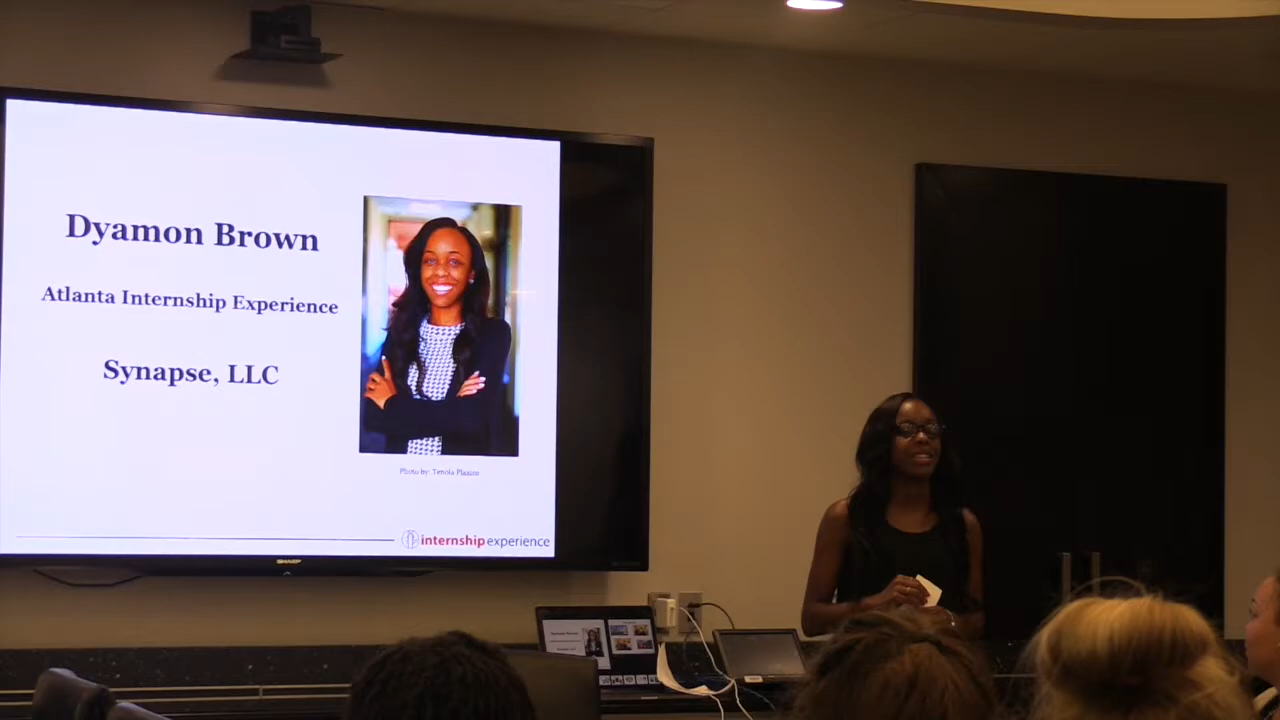 Dyamon Brown
Atlanta Internship Experience
Synapse, LLC
Photo by: Tenola Plaxico
internship experience
SHARP